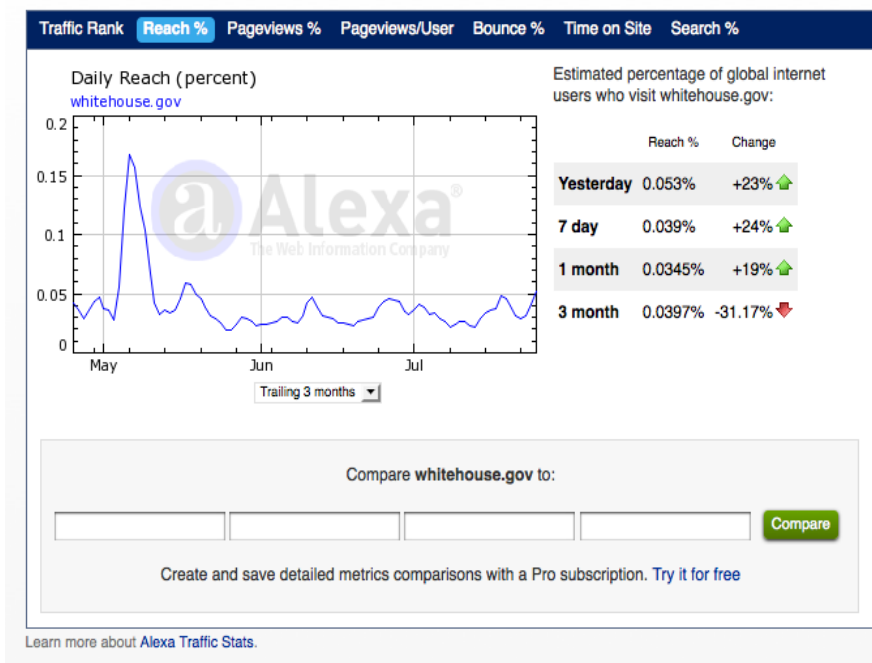 Traffic Rank Reach % Pageviews % Pageviews/User Bounce % Time on Site Search %
Daily Reach (percent)
whitehouse.gov
0.2
0.15
0.1
0.05
0
May Jun Jul
Alexa®
The Web Information Company
Trailing 3 months
Estimated percentage of global internet
users who visit whitehouse.gov:
Reach % Change
Yesterday 0.053% +23%
7 day 0.039% +24%
1 month 0.0345% +19%
3 month 0.0397% -31.17%
Compare whitehouse.gov to:
Compare
Create and save detailed metrics comparisons with a Pro subscription. Try it for free
Learn more about Alexa Traffic Stats.